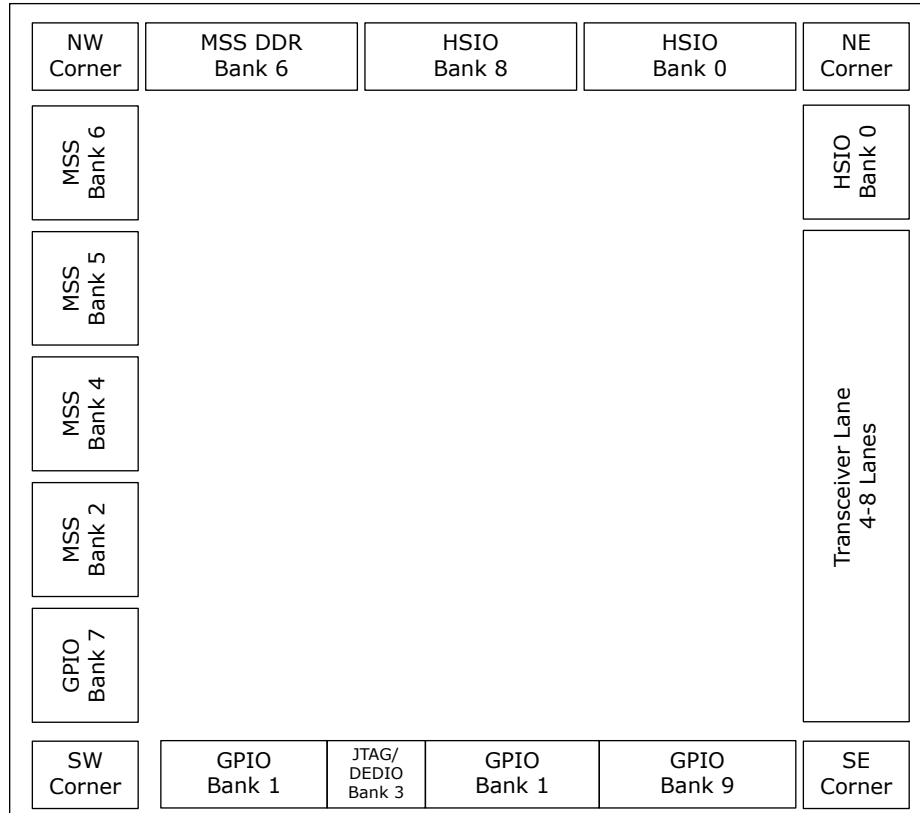 NW
Corner
MSS DDR
Bank 6
HSIO
Bank 8
HSIO
Bank 0
NE
Corner
MSS
Bank 6
HSIO
Bank 0
MSS
Bank 5
MSS
Bank 4
Transceiver Lane
4-8 Lanes
MSS
Bank 2
GPIO
Bank 7
SW
Corner
GPIO
Bank 1
JTAG/
DEDIO
Bank 3
GPIO
Bank 1
GPIO
Bank 9
SE
Corner